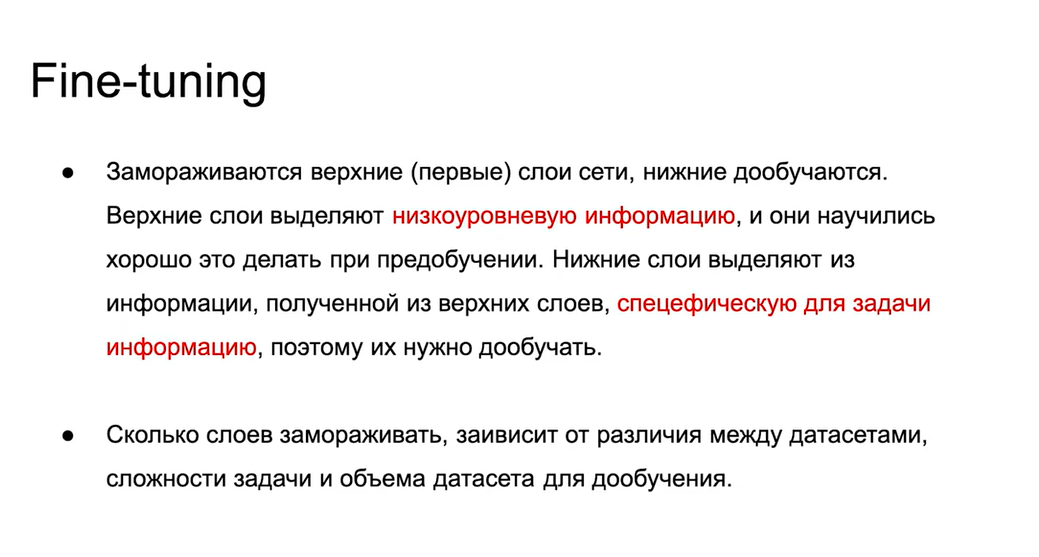 Fine-tuning
● Замораживаются верхние (первые) слои сети, нижние дообучаются.
Верхние слои выделяют низкоуровневую информацию, и они научились
хорошо это делать при предобучении. Нижние слои выделяют из
информации, полученной из верхних слоев, спецефическую для задачи
информацию, поэтому их нужно дообучать.
● Сколько слоев замораживать, заивисит от различия между датасетами,
сложности задачи и объема датасета для дообучения.